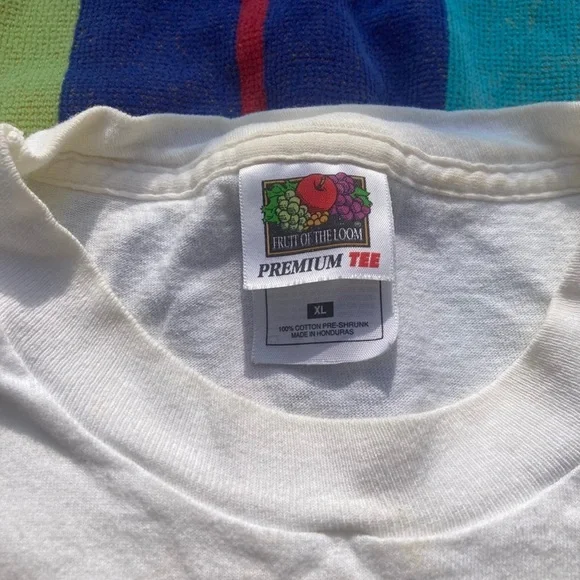 FRUIT OF THE LOOM
PREMIUM TEE
XL
100% COTTON PRE-SHRUNK
MADE IN HONDURAS